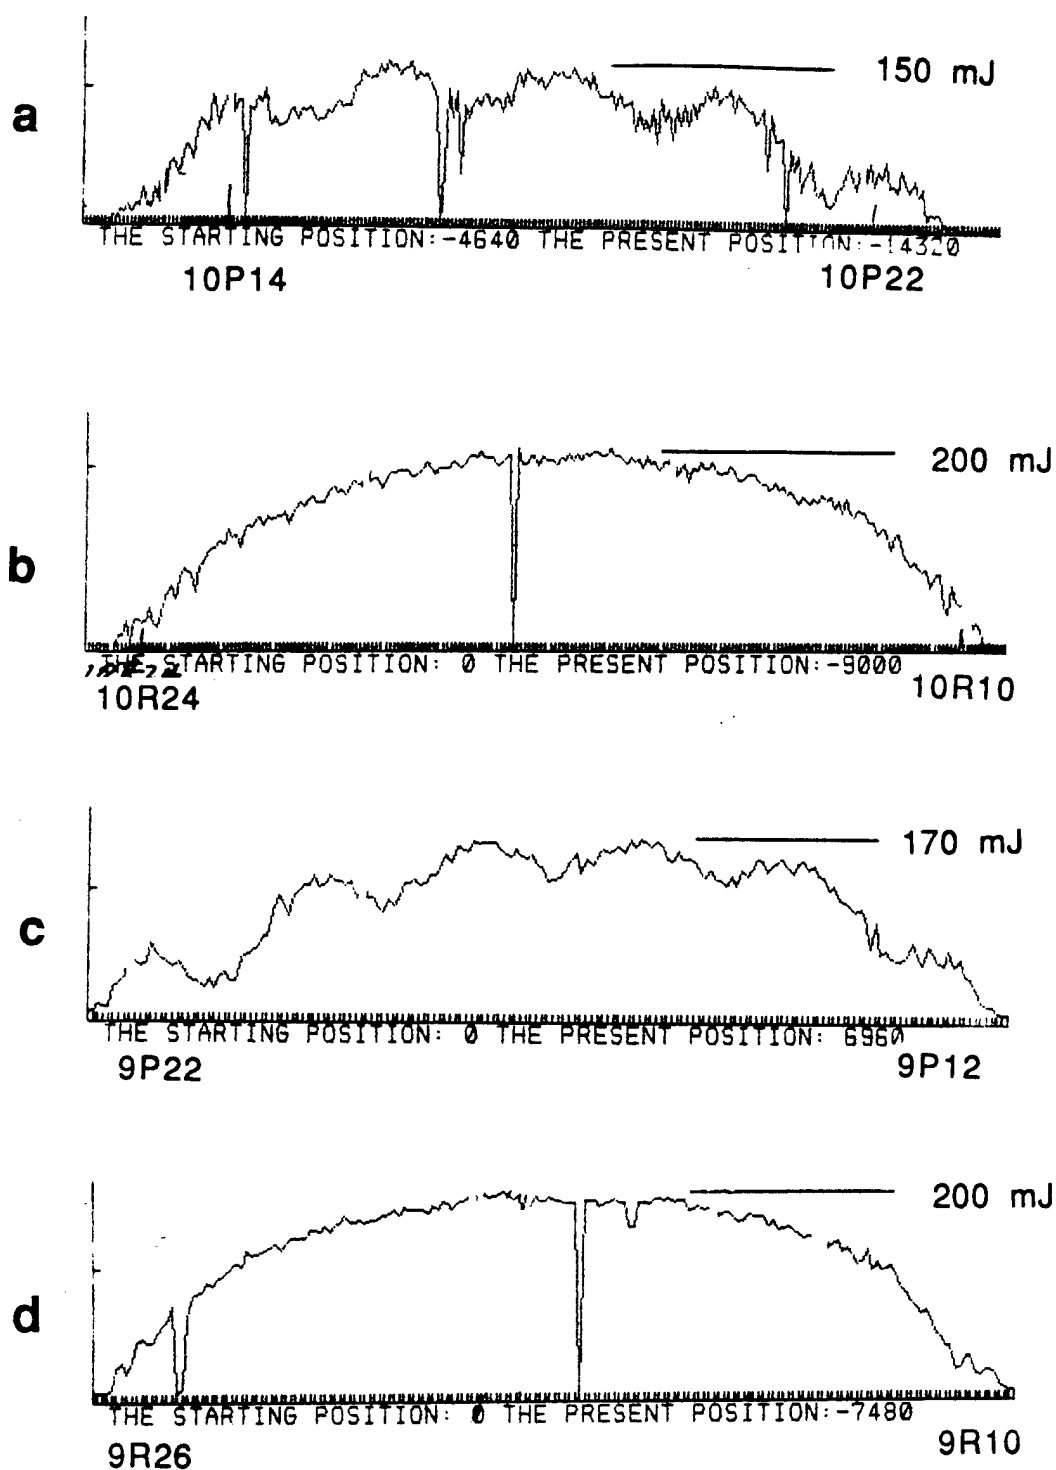 a
150 mJ
THE STARTING POSITION:-4640 THE PRESENT POSITION:-14320
10P14
10P22
b
200 mJ
THE STARTING POSITION: 0 THE PRESENT POSITION:-9000
10R24
10R10
c
170 mJ
THE STARTING POSITION: 0 THE PRESENT POSITION: 6960
9P22
9P12
d
200 mJ
THE STARTING POSITION: 0 THE PRESENT POSITION:-7480
9R26
9R10